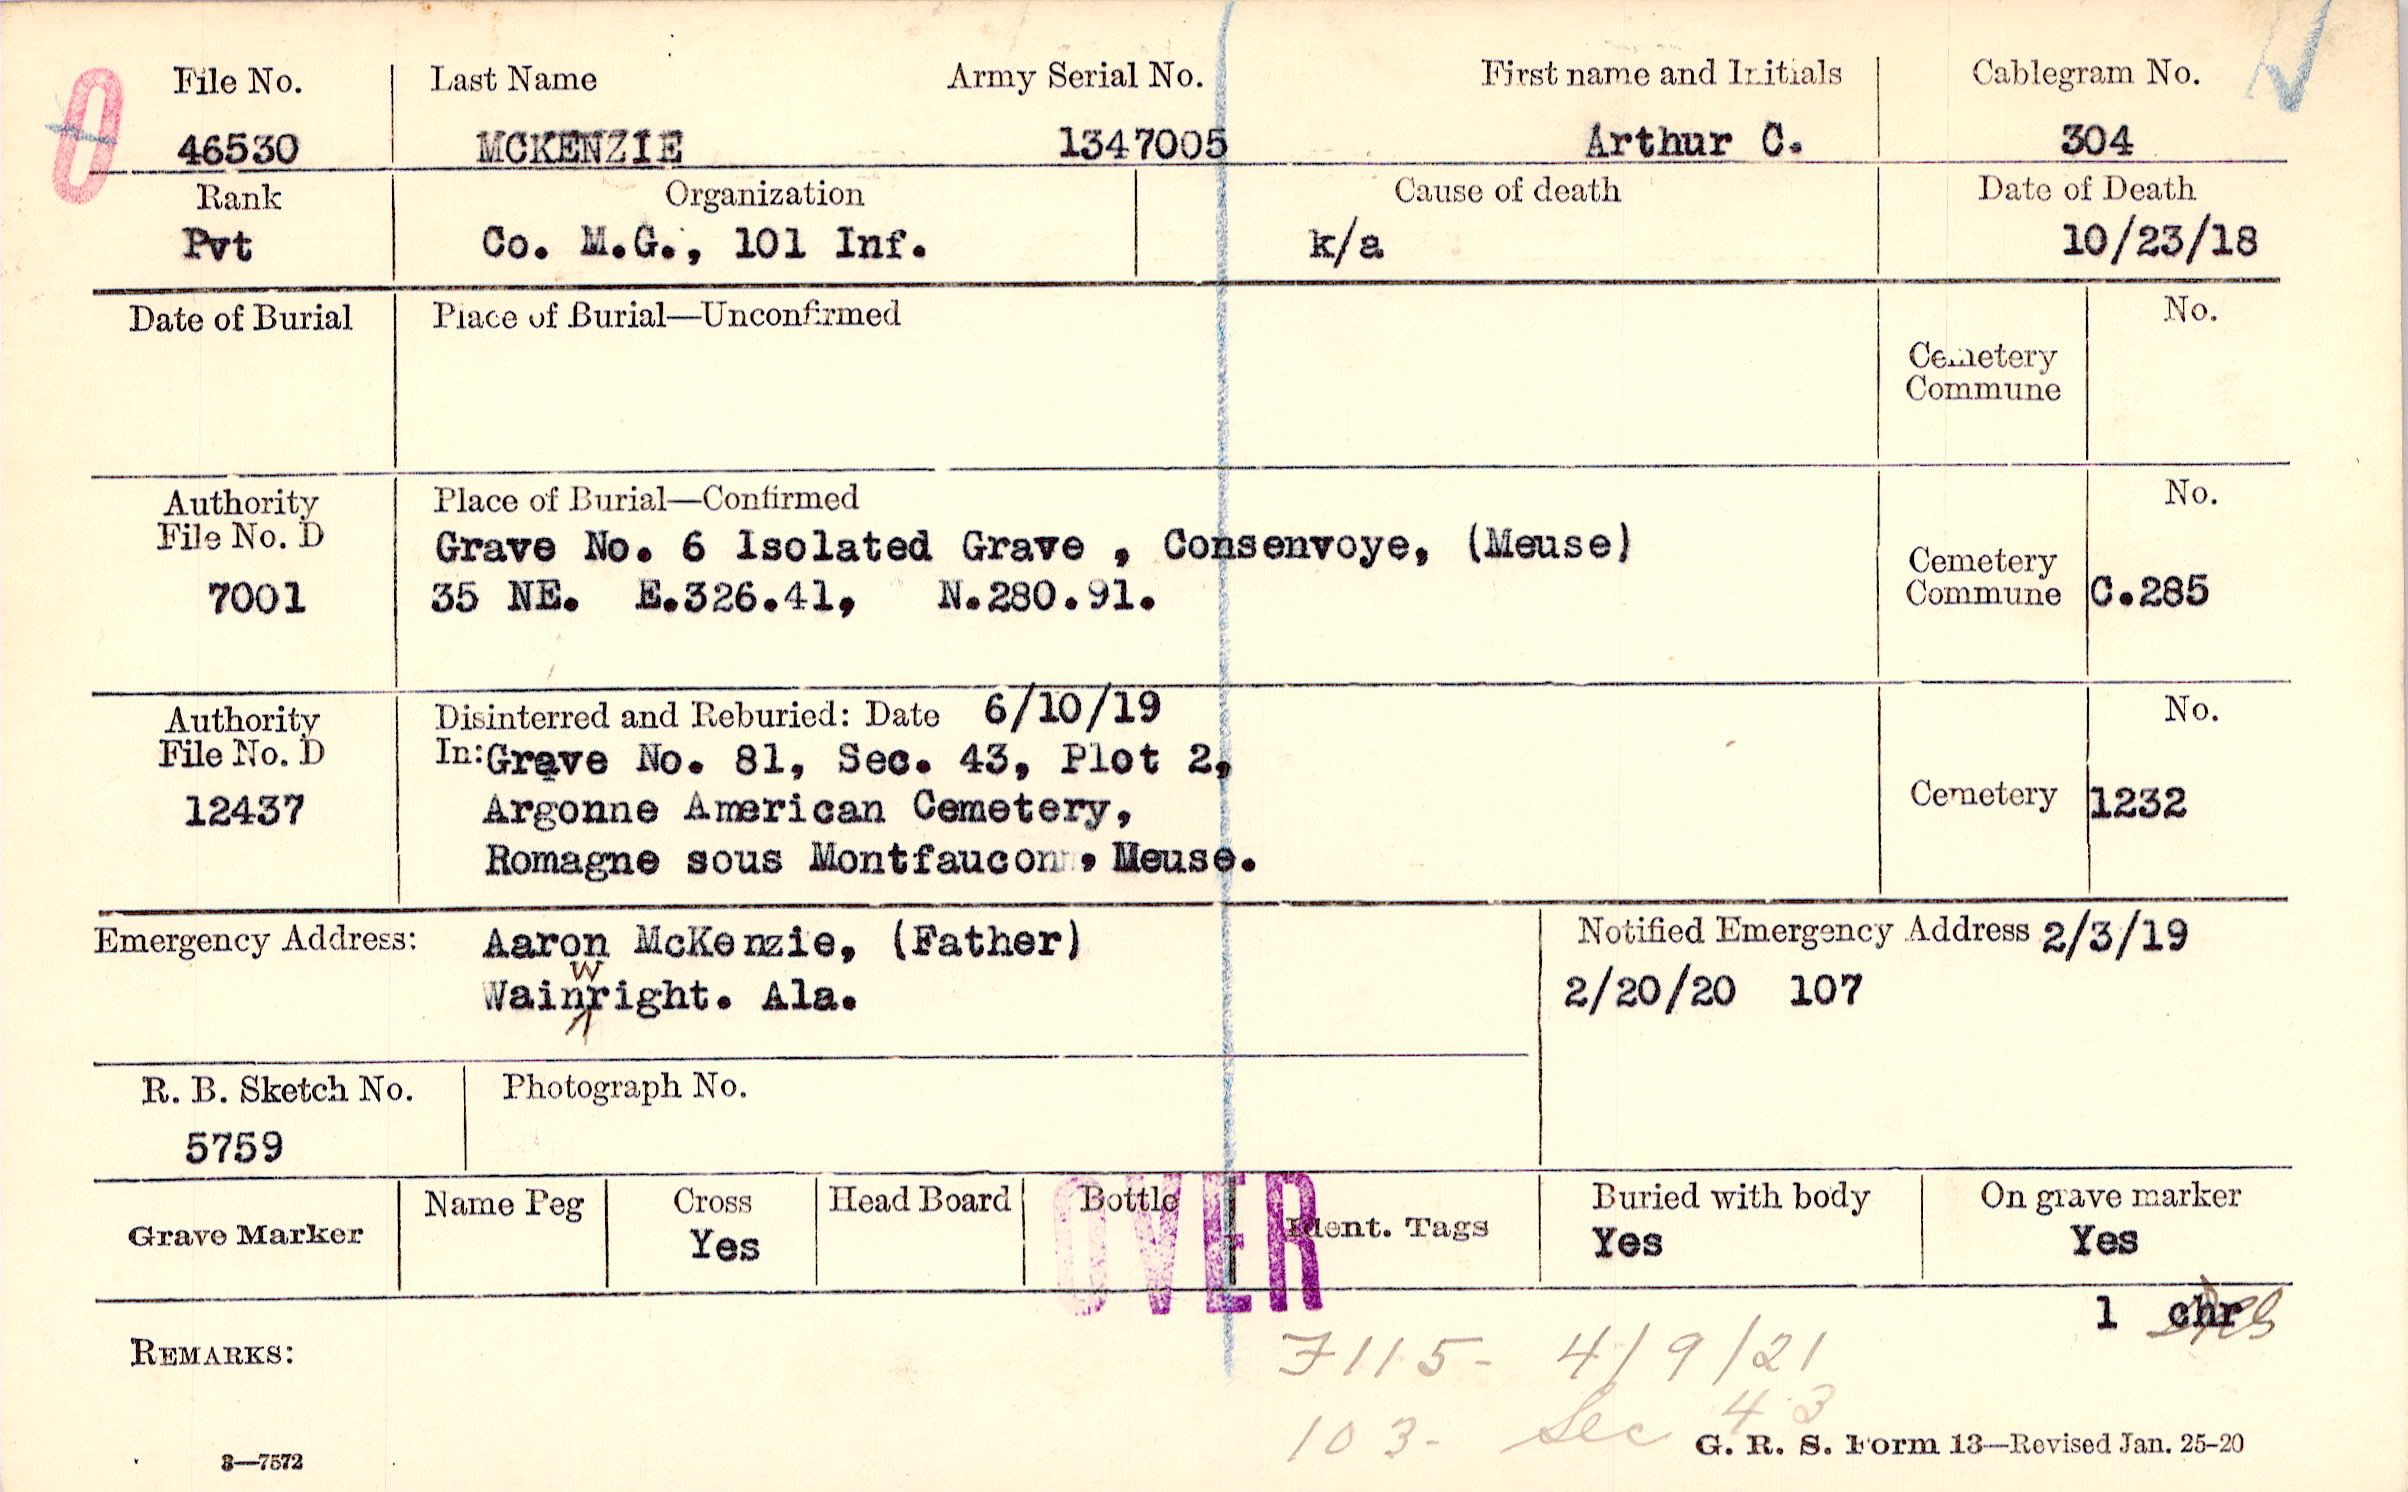 0
File No. Last Name Army Serial No. First name and Initials Cablegram No.
46530 MCKENZIE 1347005 Arthur C. 304
Rank Organization Cause of death Date of Death
Pvt Co. M.G., 101 Inf. k/a 10/23/18
Date of Burial Place of Burial—Unconfirmed No.
Cemetery
Commune
Authority Place of Burial—Confirmed No.
File No. D Grave No. 6 Isolated Grave , Consenvoye, (Meuse)
7001 35 NE. E.326.41, N.280.91.
Cemetery
Commune C.285
Authority Disinterred and Reburied: Date 6/10/19 No.
File No. D In: Grave No. 81, Sec. 43, Plot 2,
12437 Argonne American Cemetery, Cemetery 1232
Romagne sous Montfaucon, Meuse.
Emergency Address: Aaron McKenzie, (Father) Notified Emergency Address 2/3/19
w
Wainright. Ala. 2/20/20 107
R. B. Sketch No. Photograph No.
5759
Grave Marker Name Peg Cross Head Board Bottle Ident. Tags Buried with body On grave marker
Yes Yes Yes
OVER
1 chr
REMARKS:
F115- 4/9/21
103- Sec 43
3—7572 G. R. S. Form 13—Revised Jan. 25-20